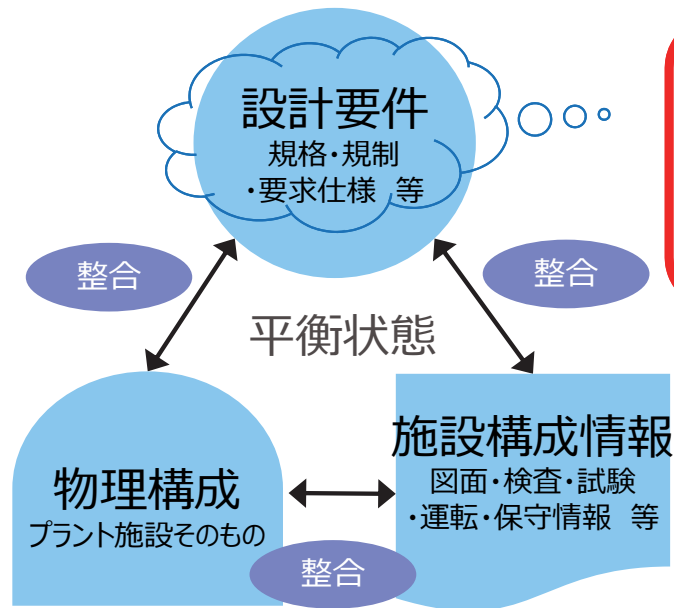 設計要件
規格・規制
・要求仕様 等
整合
整合
平衡状態
物理構成
プラント施設そのもの
施設構成情報
図面・検査・試験
・運転・保守情報 等
整合